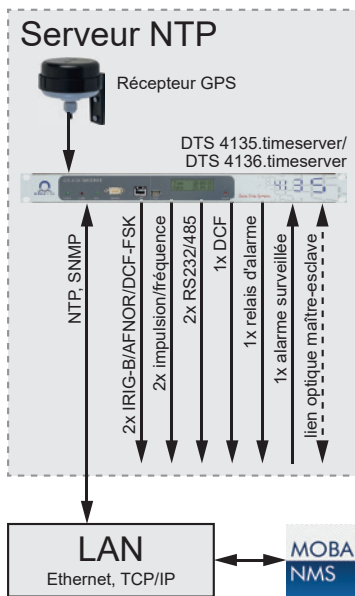 Serveur NTP
Récepteur GPS
DTS 4135.timeserver/
DTS 4136.timeserver
NTP, SNMP
2x IRIG-B/AFNOR/DCF-FSK
2x impulsion/fréquence
2x RS232/485
1x DCF
1x relais d'alarme
1x alarme surveillée
lien optique maître-esclave
LAN
Ethernet, TCP/IP
MOBA
NMS